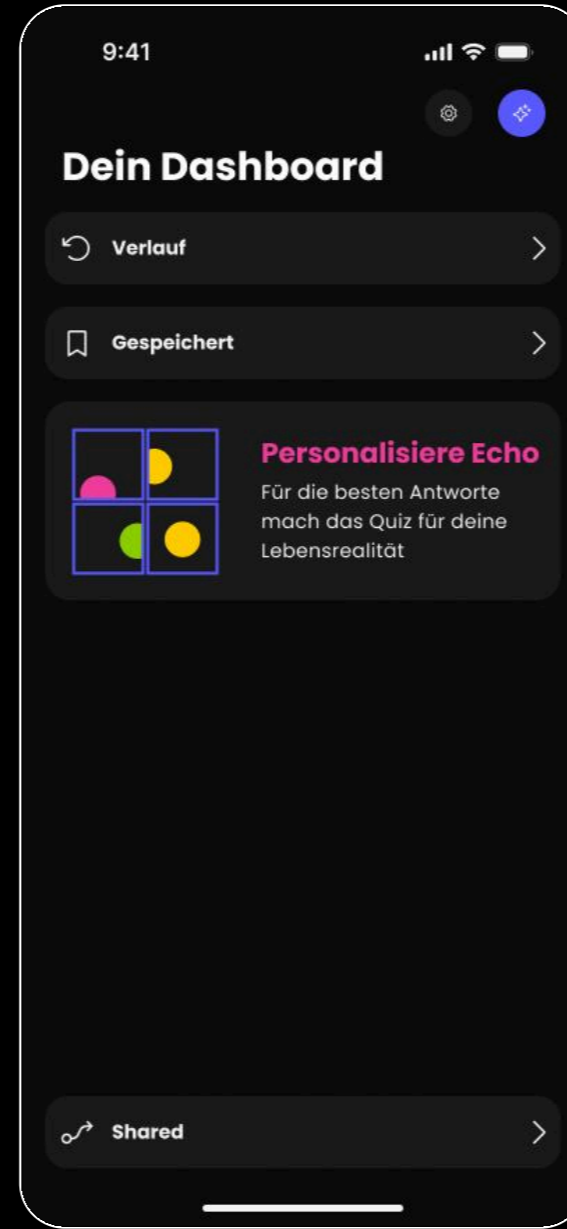 9:41
Dein Dashboard
Verlauf
Gespeichert
Personalisiere Echo
Für die besten Antworte
mach das Quiz für deine
Lebensrealität
Shared